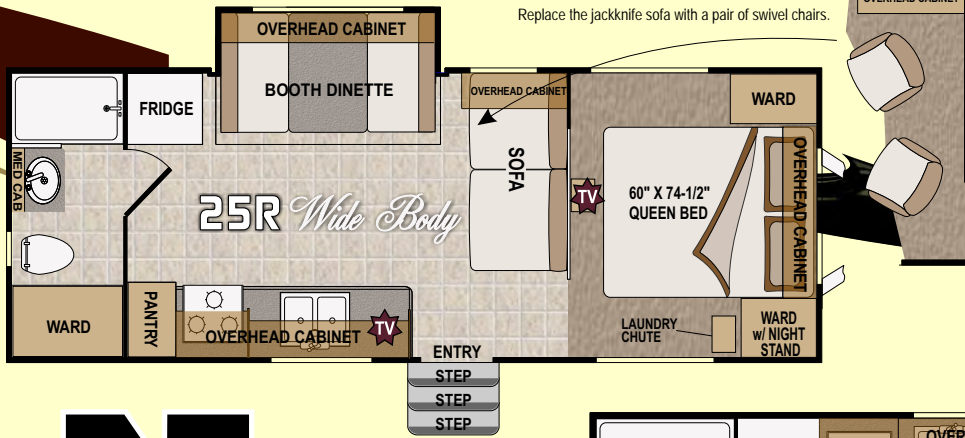 Replace the jackknife sofa with a pair of swivel chairs.
OVERHEAD CABINET
OVERHEAD CABINET
BOOTH DINETTE
FRIDGE
OVERHEAD CABINET
WARD
MED CAB
SOFA
TV
60" X 74-1/2"
QUEEN BED
OVERHEAD CABINET
25R Wide Body
WARD
PANTRY
OVERHEAD CABINET
TV
ENTRY
STEP
STEP
STEP
LAUNDRY
CHUTE
WARD
w/ NIGHT
STAND